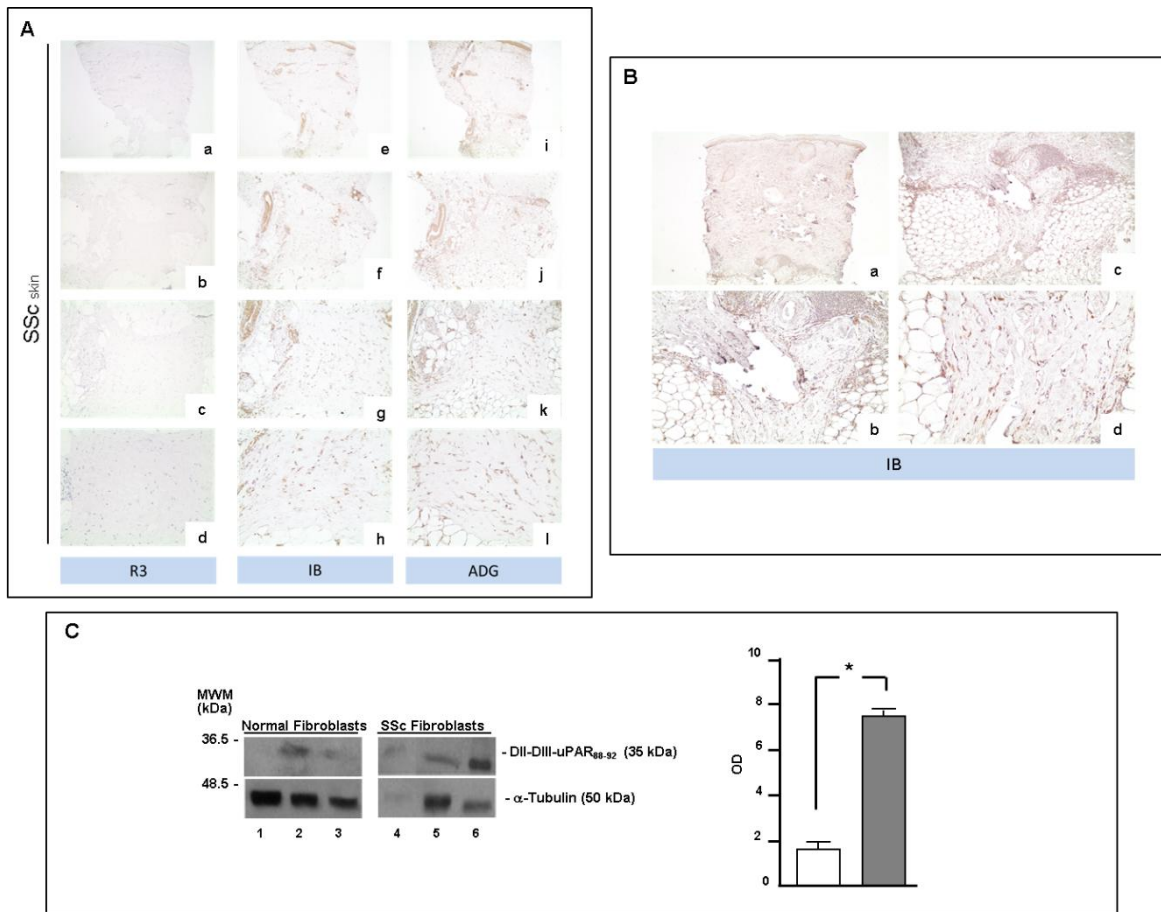 A
SSc skin
a
e
i
b
f
j
c
g
k
d
h
l
R3
IB
ADG
B
a
c
b
d
IB
C
MWM
(kDa)
Normal Fibroblasts
SSc Fibroblasts
36.5 -
- DII-DIII-uPAR88-92 (35 kDa)
48.5 -
- α-Tubulin (50 kDa)
1 2 3 4 5 6
10
8
6
4
2
0
OD
*